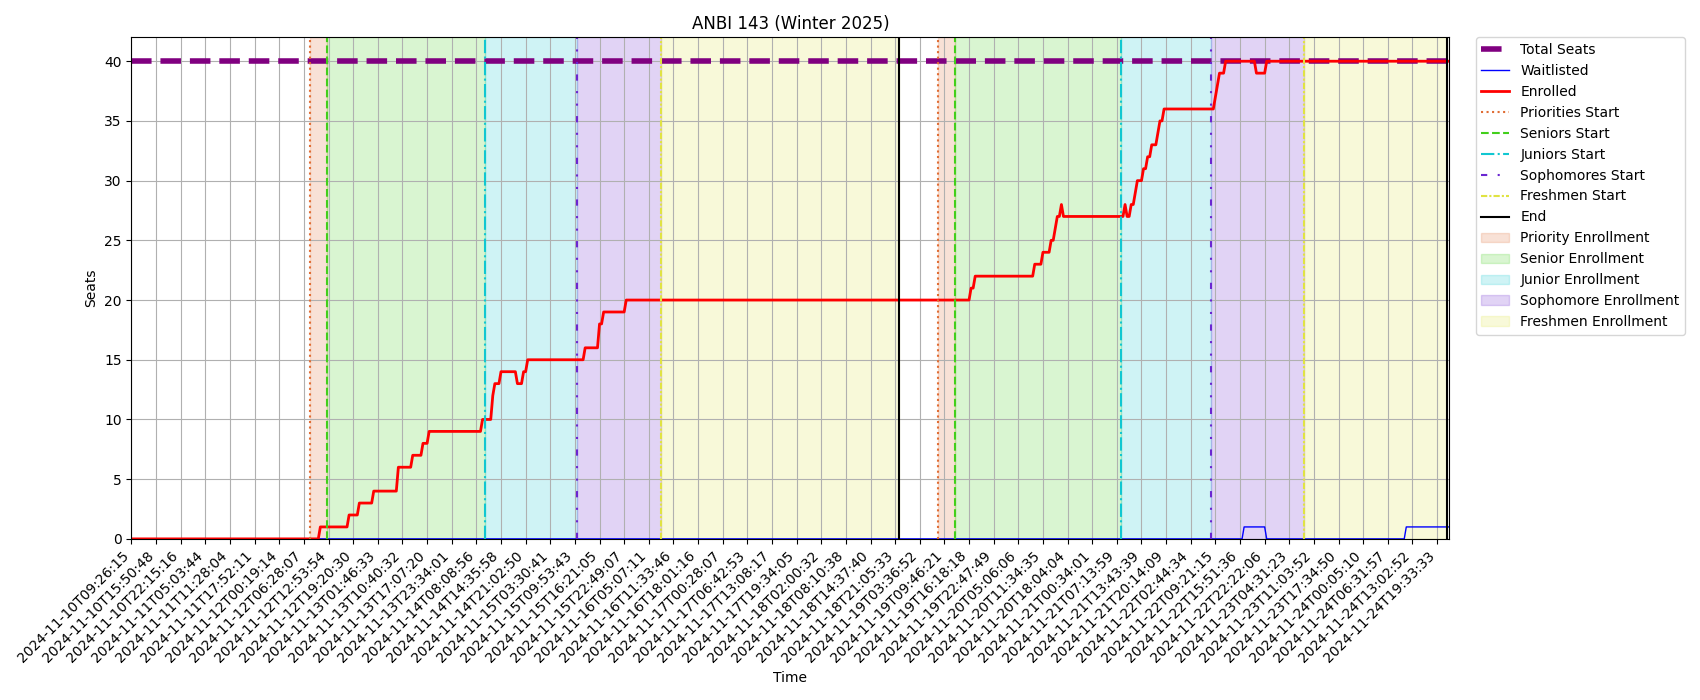 ANBI 143 (Winter 2025)
Seats
40
35
30
25
20
15
10
5
0
2024-11-10T09:26:15
2024-11-10T15:50:48
2024-11-10T22:15:16
2024-11-11T05:03:44
2024-11-11T11:28:04
2024-11-11T17:52:11
2024-11-12T00:19:14
2024-11-12T06:28:07
2024-11-12T12:53:54
2024-11-12T19:20:30
2024-11-13T01:46:33
2024-11-13T10:40:32
2024-11-13T17:07:20
2024-11-13T23:34:01
2024-11-14T08:08:56
2024-11-14T14:35:58
2024-11-14T21:02:50
2024-11-15T03:30:41
2024-11-15T09:53:43
2024-11-15T16:21:05
2024-11-15T22:49:07
2024-11-16T05:07:11
2024-11-16T11:33:46
2024-11-16T18:01:16
2024-11-17T00:28:07
2024-11-17T06:42:53
2024-11-17T13:08:17
2024-11-17T19:34:05
2024-11-18T02:00:32
2024-11-18T08:10:38
2024-11-18T14:37:40
2024-11-18T21:05:33
2024-11-19T03:36:52
2024-11-19T09:46:21
2024-11-19T16:18:18
2024-11-19T22:47:49
2024-11-20T05:06:06
2024-11-20T11:34:35
2024-11-20T18:04:04
2024-11-21T00:34:01
2024-11-21T07:13:59
2024-11-21T13:43:39
2024-11-21T20:14:09
2024-11-22T02:44:34
2024-11-22T09:21:15
2024-11-22T15:51:36
2024-11-22T22:22:06
2024-11-23T04:31:23
2024-11-23T11:03:52
2024-11-23T17:34:50
2024-11-24T00:05:10
2024-11-24T06:31:57
2024-11-24T13:02:52
2024-11-24T19:33:33
Time
Total Seats
Waitlisted
Enrolled
Priorities Start
Seniors Start
Juniors Start
Sophomores Start
Freshmen Start
End
Priority Enrollment
Senior Enrollment
Junior Enrollment
Sophomore Enrollment
Freshmen Enrollment